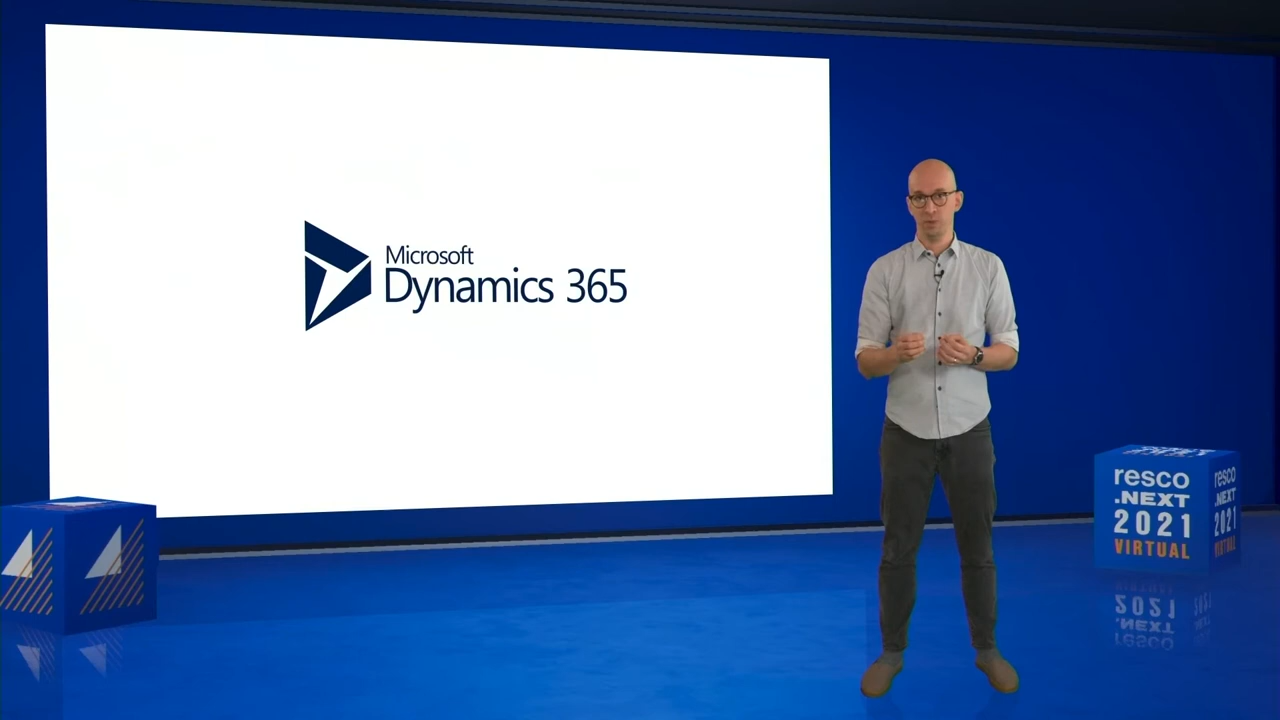 Microsoft
Dynamics 365
resco
.NEXT
2021
VIRTUAL
resco
.NEXT
2021
VIRTUAL